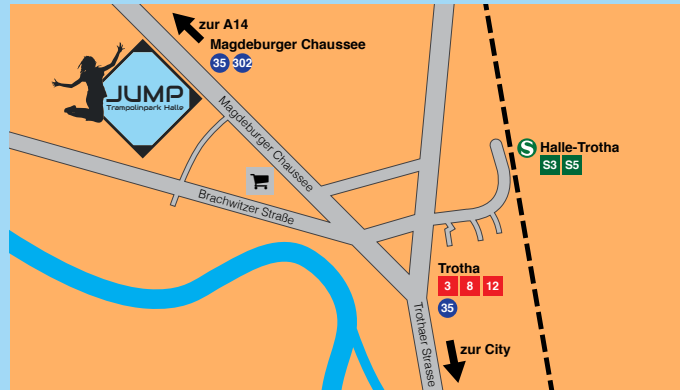 zur A14
Magdeburger Chaussee
35 302
JUMP
Trampolinpark Halle
Magdeburger Chaussee
S Halle-Trotha
S3 S5
Brachwitzer Straße
Trotha
3 8 12
35
Trothaer Strasse
zur City